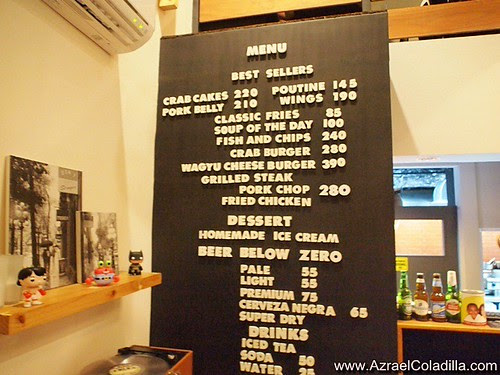 MENU
BEST SELLERS
CRAB CAKES 220 POUTINE 145
PORK BELLY 210 WINGS 190
CLASSIC FRIES 85
SOUP OF THE DAY 100
FISH AND CHIPS 240
CRAB BURGER 280
WAGYU CHEESE BURGER 390
GRILLED STEAK
PORK CHOP 280
FRIED CHICKEN
DESSERT
HOMEMADE ICE CREAM
BEER BELOW ZERO
PALE 55
LIGHT 55
PREMIUM 75
CERVEZA NEGRA 65
SUPER DRY
DRINKS
ICED TEA
SODA 50
WATER 25
www.AzraelColadilla.com